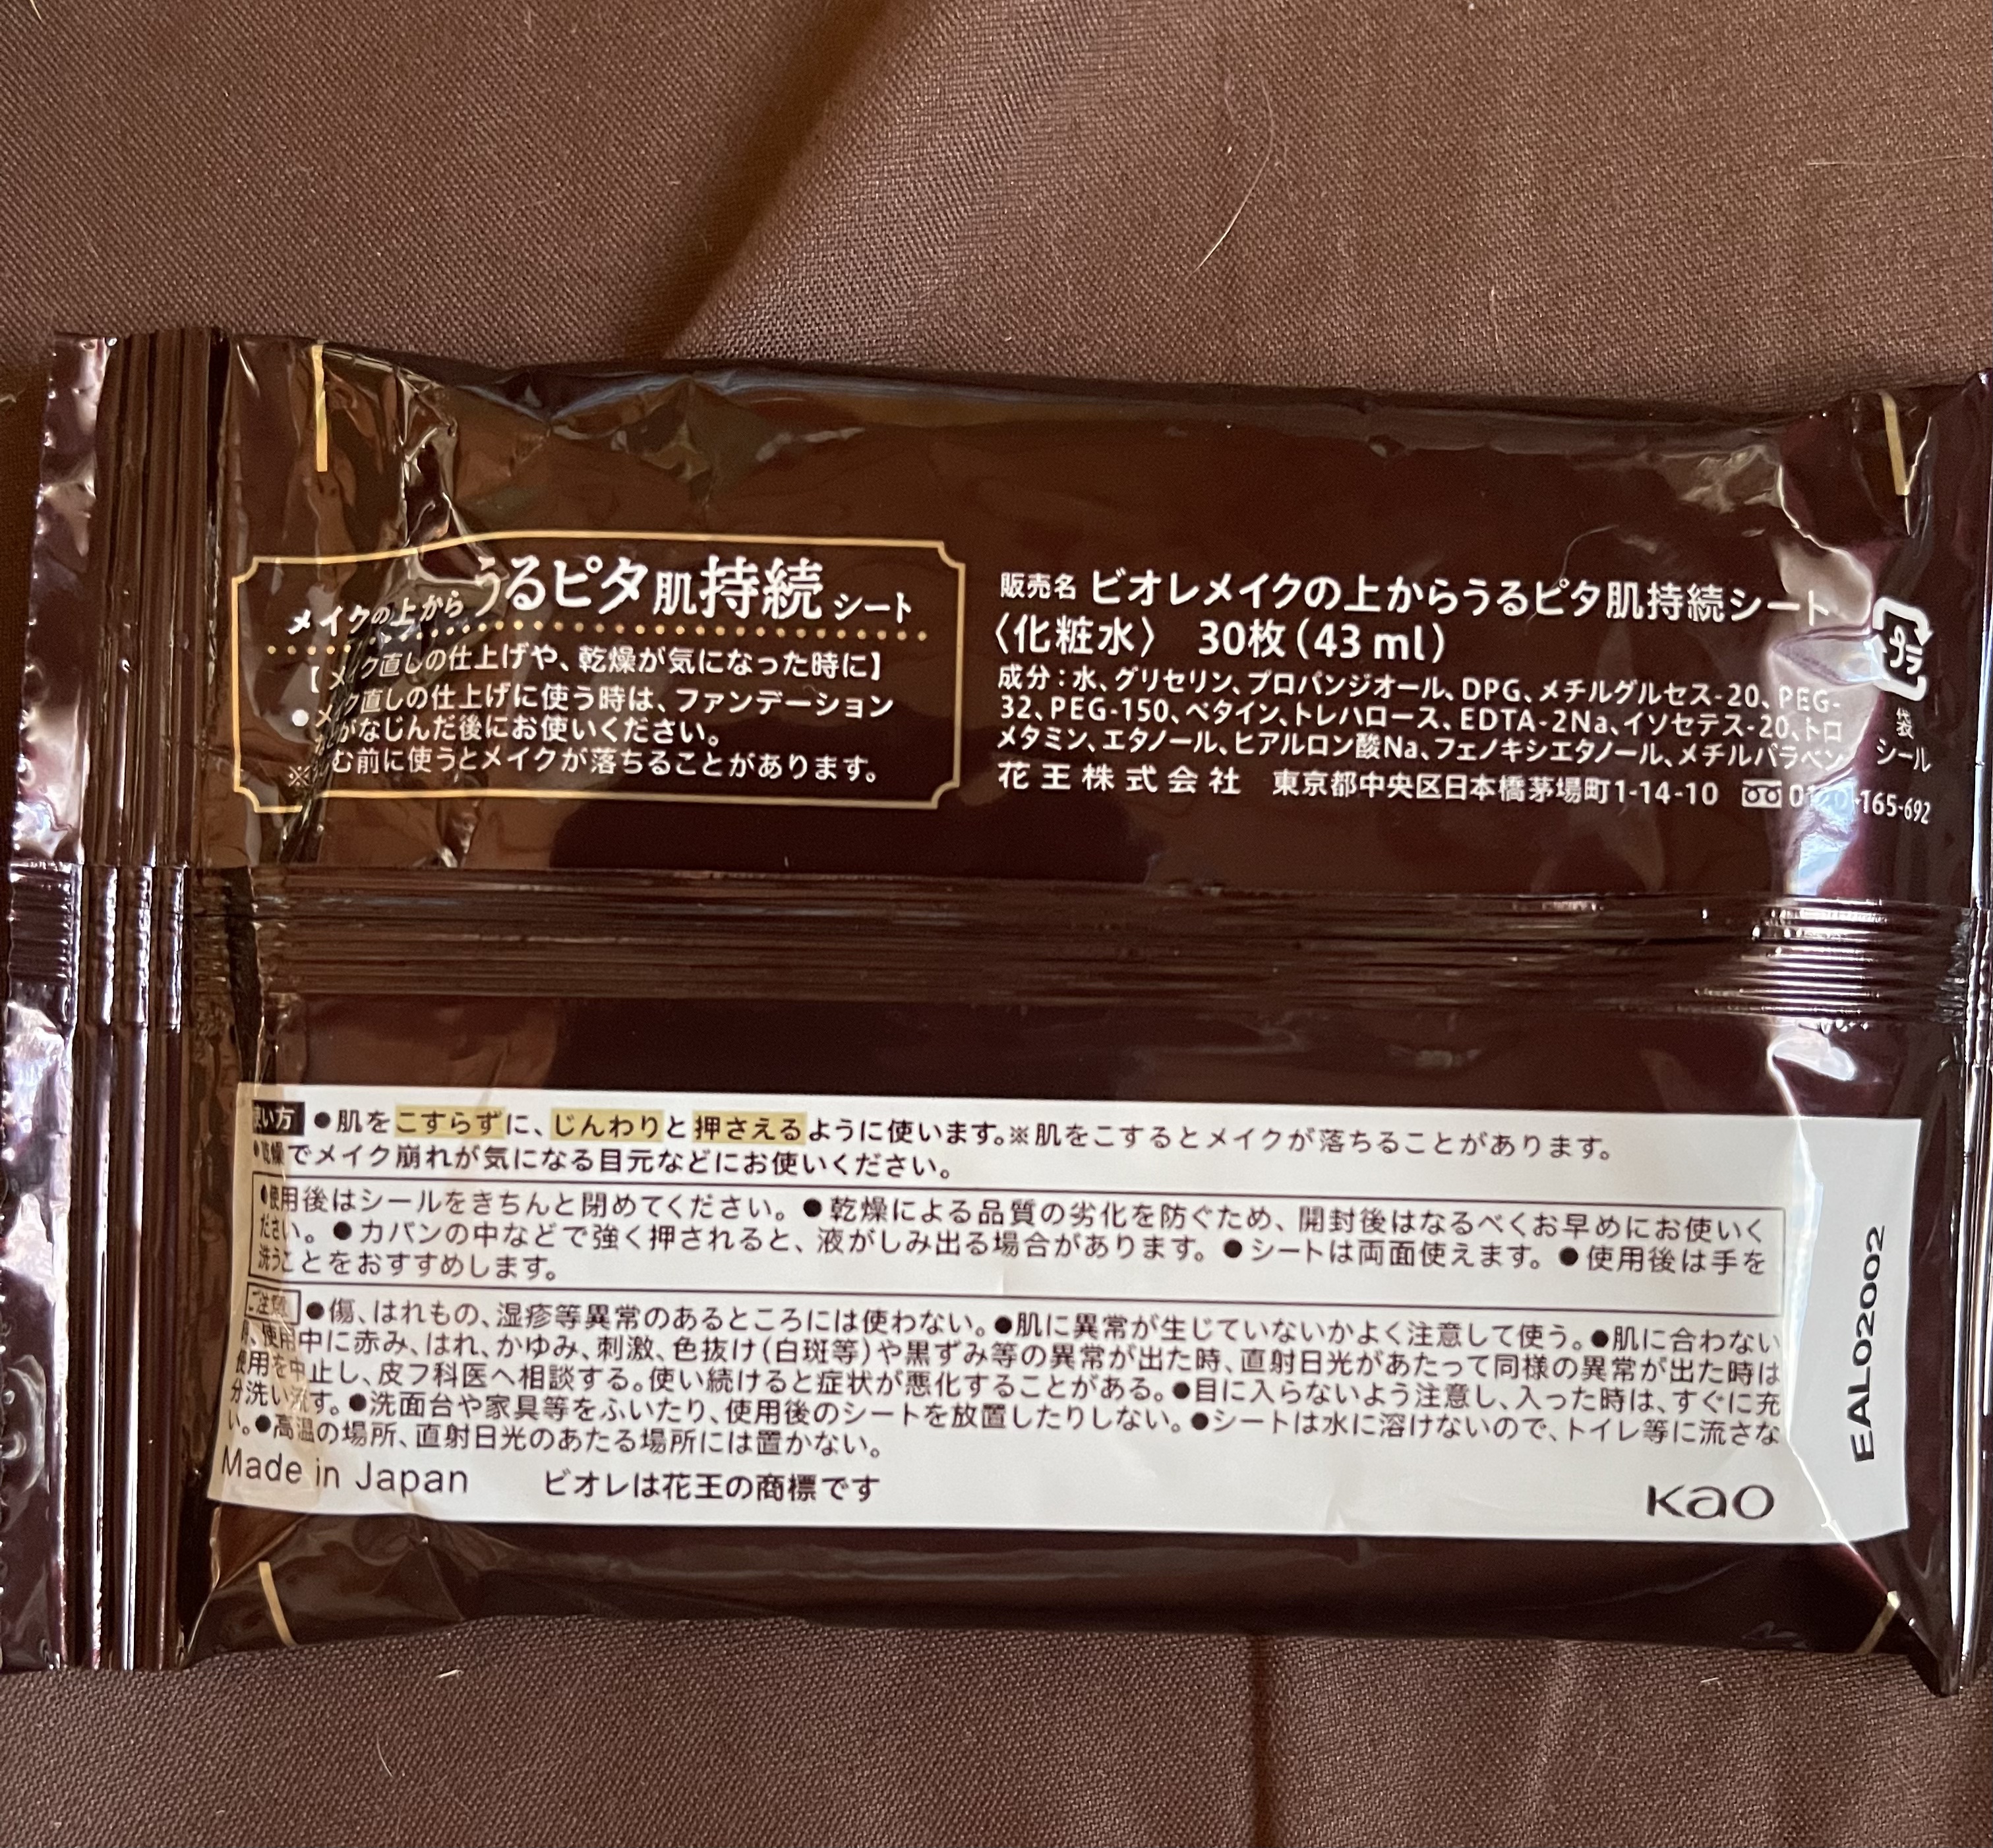 メイクの上から うるピタ肌持続シート
【メイク直しの仕上げや、乾燥が気になった時に】
●メイク直しの仕上げに使う時は、ファンデーション
がなじんだ後にお使いください。
※ む前に使うとメイクが落ちることがあります。
販売名 ビオレメイクの上からうるピタ肌持続シート
〈化粧水〉 30枚(43 ml)
成分:水、グリセリン、プロパンジオール、DPG、メチルグルセス-20、PEG-
32、PEG-150、ベタイン、トレハロース、EDTA-2Na、イソセテス-20、トロ
メタミン、エタノール、ヒアルロン酸Na、フェノキシエタノール、メチルパラベン
花王株式会社 東京都中央区日本橋茅場町1-14-10 -165-692
プラ
袋
シール
使い方 ●肌をこすらずに、じんわりと押さえるように使います。※肌をこするとメイクが落ちることがあります。
●乾燥でメイク崩れが気になる目元などにお使いください。
●使用後はシールをきちんと閉めてください。●乾燥による品質の劣化を防ぐため、開封後はなるべくお早めにお使いく
ださい。●カバンの中などで強く押されると、液がしみ出る場合があります。●シートは両面使えます。●使用後は手を
洗うことをおすすめします。
ご注意 ●傷、はれもの、湿疹等異常のあるところには使わない。●肌に異常が生じていないかよく注意して使う。●肌に合わない
時、使用中に赤み、はれ、かゆみ、刺激、色抜け(白斑等)や黒ずみ等の異常が出た時、直射日光があたって同様の異常が出た時は
使用を中止し、皮フ科医へ相談する。使い続けると症状が悪化することがある。●目に入らないよう注意し、入った時は、すぐに充
分洗い流す。●洗面台や家具等をふいたり、使用後のシートを放置したりしない。●シートは水に溶けないので、トイレ等に流さな
い。●高温の場所、直射日光のあたる場所には置かない。
Made in Japan ビオレは花王の商標です
Kao
EAL02002